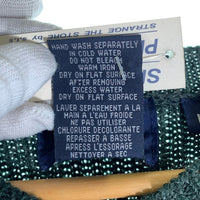 STRANGE THE STORE by S
HAND WASH SEPARATELY
IN COLD WATER
DO NOT BLEACH
WARM IRON
DRY ON FLAT SURFACE
AFTER REMOVING
EXCESS WATER
DRY ON FLAT SURFACE
LAVER SEPAREMENT A LA
MAIN A L'EAU FROIDE
NE PAS UTILISER
CHLORURE DECOLORANTE
REPASSER A BASSE
APRESS L'ESSORAGE
NETTOYER A SEC